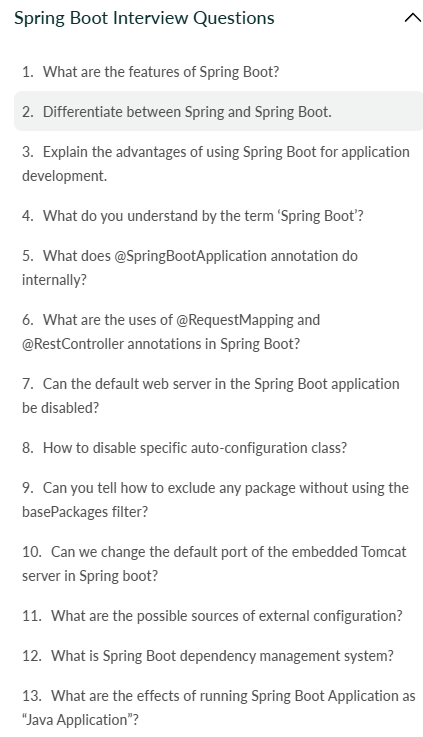 Spring Boot Interview Questions
1. What are the features of Spring Boot?
2. Differentiate between Spring and Spring Boot.
3. Explain the advantages of using Spring Boot for application
development.
4. What do you understand by the term ‘Spring Boot’?
5. What does @SpringBootApplication annotation do
internally?
6. What are the uses of @RequestMapping and
@RestController annotations in Spring Boot?
7. Can the default web server in the Spring Boot application
be disabled?
8. How to disable specific auto-configuration class?
9. Can you tell how to exclude any package without using the
basePackages filter?
10. Can we change the default port of the embedded Tomcat
server in Spring boot?
11. What are the possible sources of external configuration?
12. What is Spring Boot dependency management system?
13. What are the effects of running Spring Boot Application as
“Java Application”?